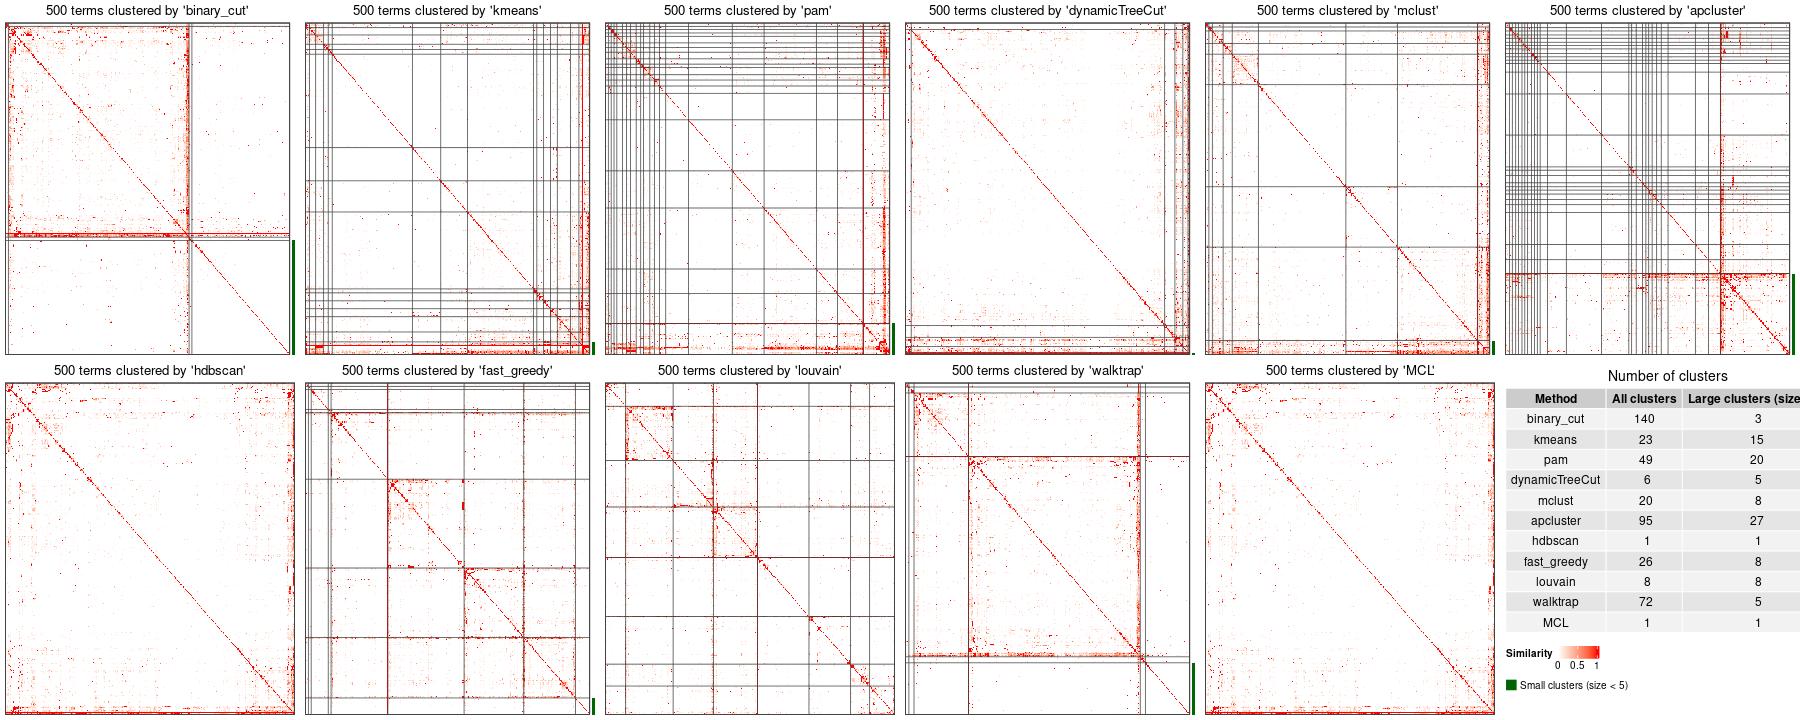 500 terms clustered by 'binary_cut'
500 terms clustered by 'kmeans'
500 terms clustered by 'pam'
500 terms clustered by 'dynamicTreeCut'
500 terms clustered by 'mclust'
500 terms clustered by 'apcluster'
500 terms clustered by 'hdbscan'
500 terms clustered by 'fast_greedy'
500 terms clustered by 'louvain'
500 terms clustered by 'walktrap'
500 terms clustered by 'MCL'
Number of clusters
Method All clusters Large clusters (size
binary_cut 140 3
kmeans 23 15
pam 49 20
dynamicTreeCut 6 5
mclust 20 8
apcluster 95 27
hdbscan 1 1
fast_greedy 26 8
louvain 8 8
walktrap 72 5
MCL 1 1
Similarity
0 0.5 1
Small clusters (size < 5)